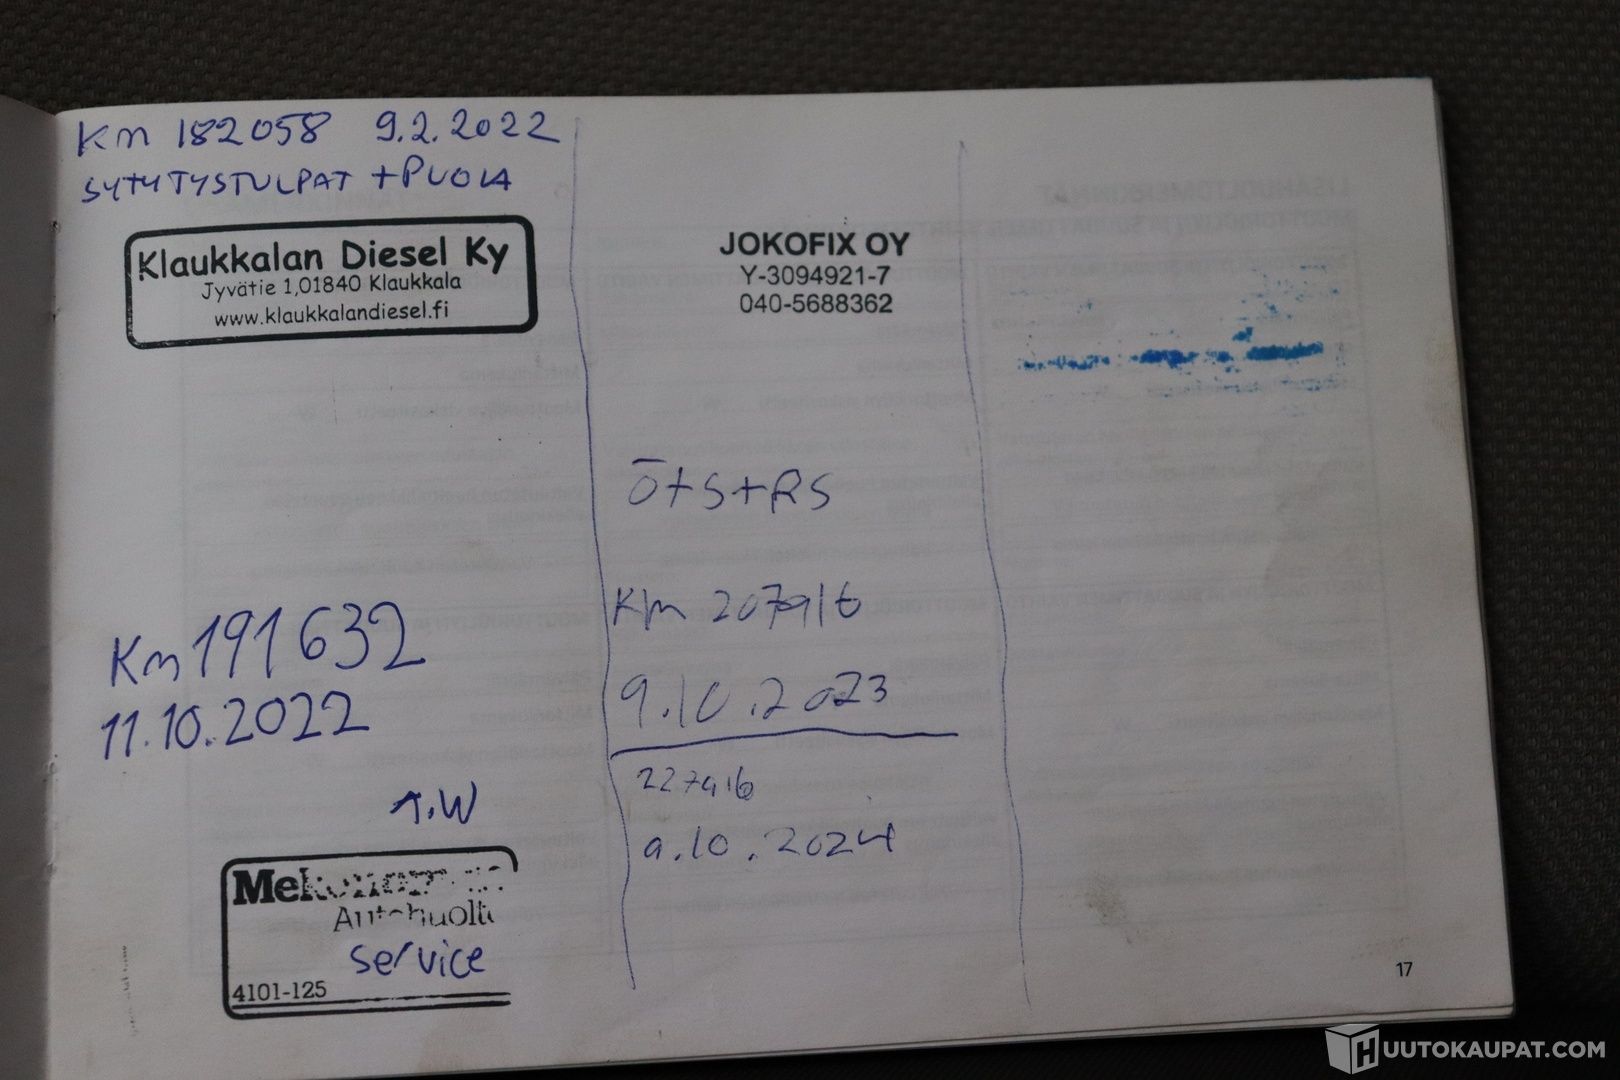 Km 182058 9.2.2022
SYTYTYSTULPAT + PUOLA
Klaukkalan Diesel Ky
Jyvätie 1,01840 Klaukkala
www.klaukkalandiesel.fi
Km 191632
11.10.2022
Autohuolto
service
4101-125
JOKOFIX OY
Y-3094921-7
040-5688362
Ö+S+RS
Km 207916
9.10.2023
227916
9.10.2024
17
HUUTOKAUPAT.COM